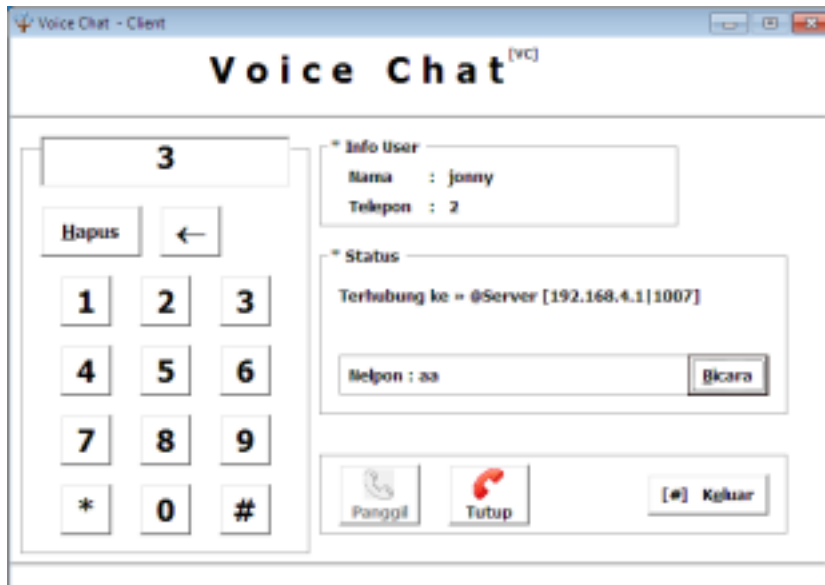 Voice Chat - Client
Voice Chat [VC]
3
Hapus ←
1 2 3
4 5 6
7 8 9
* 0 #
* Info User
Nama : jonny
Telepon : 2
* Status
Terhubung ke » @Server [192.168.4.1|1007]
Nelpon : aa
Bicara
Panggil
Tutup
[#] Keluar